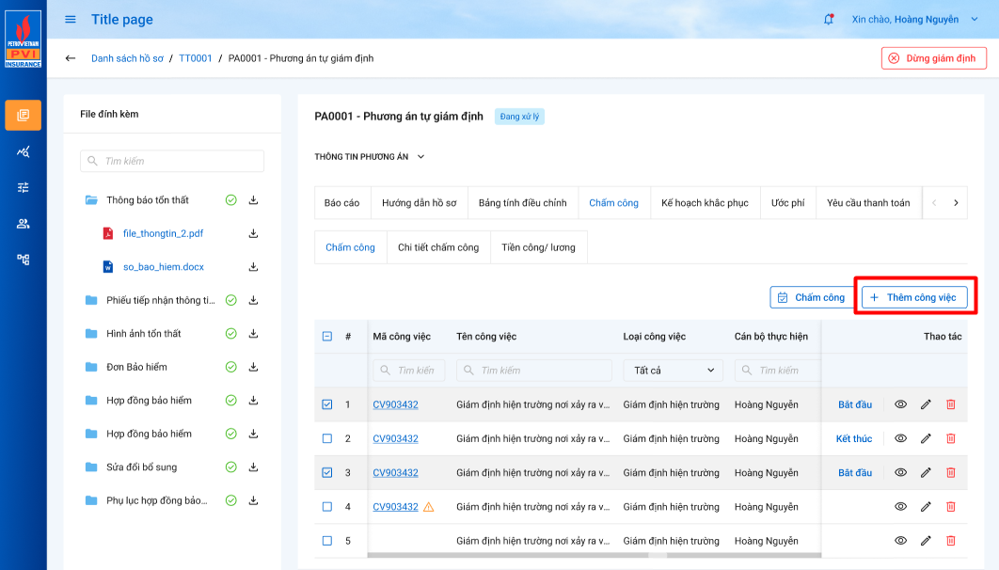 PETROVIETNAM
PVI
INSURANCE
Title page
Xin chào, Hoàng Nguyên
Danh sách hồ sơ / TT0001 / PA0001 - Phương án tự giám định
Dừng giám định
File đính kèm
Tìm kiếm
Thông báo tổn thất
file_thongtin_2.pdf
so_bao_hiem.docx
Phiếu tiếp nhận thông ti...
Hình ảnh tổn thất
Đơn Bảo hiểm
Hợp đồng bảo hiểm
Hợp đồng bảo hiểm
Sửa đổi bổ sung
Phụ lục hợp đồng bảo...
PA0001 - Phương án tự giám định Đang xử lý
THÔNG TIN PHƯƠNG ÁN
Báo cáo Hướng dẫn hồ sơ Bảng tính điều chỉnh Chấm công Kế hoạch khắc phục Ước phí Yêu cầu thanh toán
Chấm công Chi tiết chấm công Tiền công/ lương
Chấm công + Thêm công việc
# Mã công việc Tên công việc Loại công việc Cán bộ thực hiện Thao tác
Tìm kiến Tìm kiếm Tất cả Tìm kiếm
1 CV903432 Giám định hiện trường nơi xảy ra v... Giám định hiện trường Hoàng Nguyễn Bắt đầu
2 CV903432 Giám định hiện trường nơi xảy ra v... Giám định hiện trường Hoàng Nguyễn Kết thúc
3 CV903432 Giám định hiện trường nơi xảy ra v... Giám định hiện trường Hoàng Nguyễn Bắt đầu
4 CV903432 Giám định hiện trường nơi xảy ra v... Giám định hiện trường Hoàng Nguyễn
5 Giám định hiện trường nơi xảy ra v... Giám định hiện trường Hoàng Nguyễn